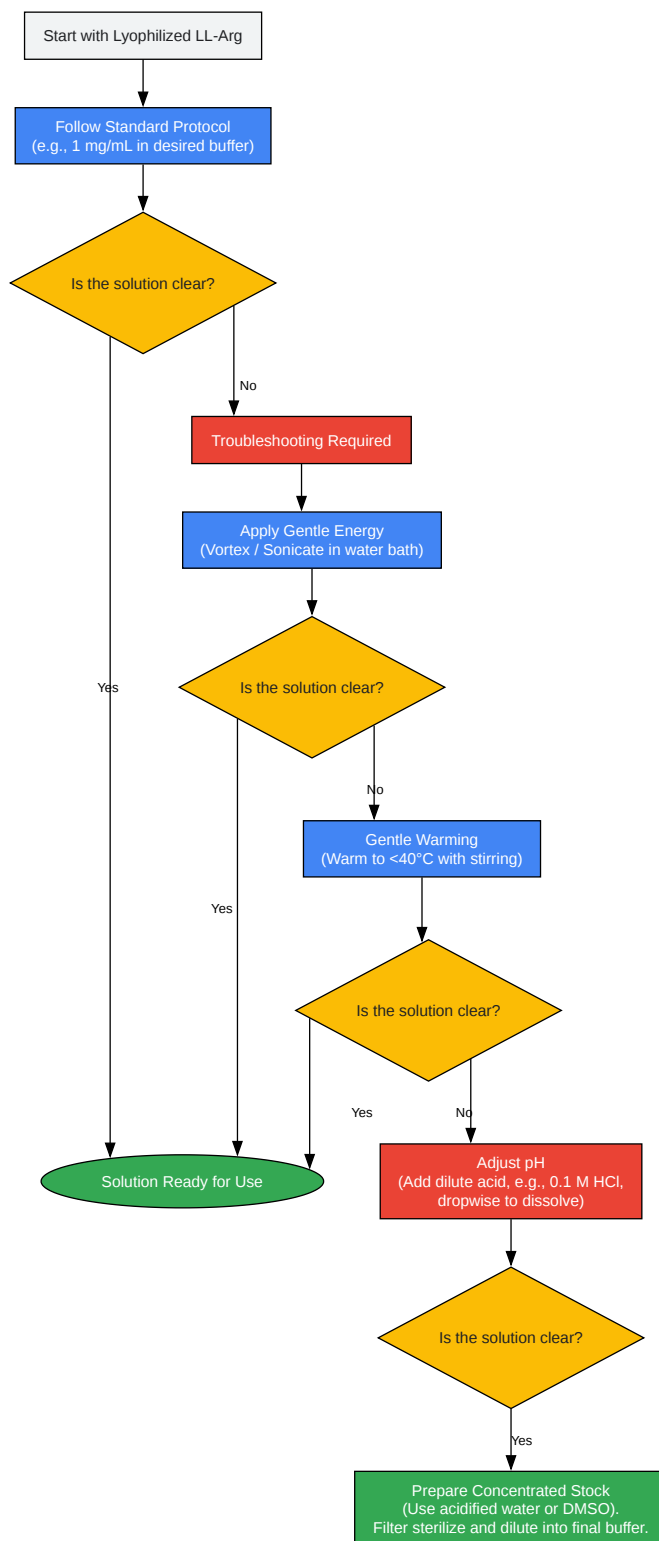 Start with Lyophilized LL-Arg
Follow Standard Protocol
(e.g., 1 mg/mL in desired buffer)
Is the solution clear?
No
Troubleshooting Required
Apply Gentle Energy
(Vortex / Sonicate in water bath)
Yes
Is the solution clear?
No
Gentle Warming
(Warm to <40°C with stirring)
Yes
Is the solution clear?
Yes
No
Solution Ready for Use
Adjust pH
(Add dilute acid, e.g., 0.1 M HCl,
dropwise to dissolve)
Is the solution clear?
Yes
Prepare Concentrated Stock
(Use acidified water or DMSO).
Filter sterilize and dilute into final buffer.